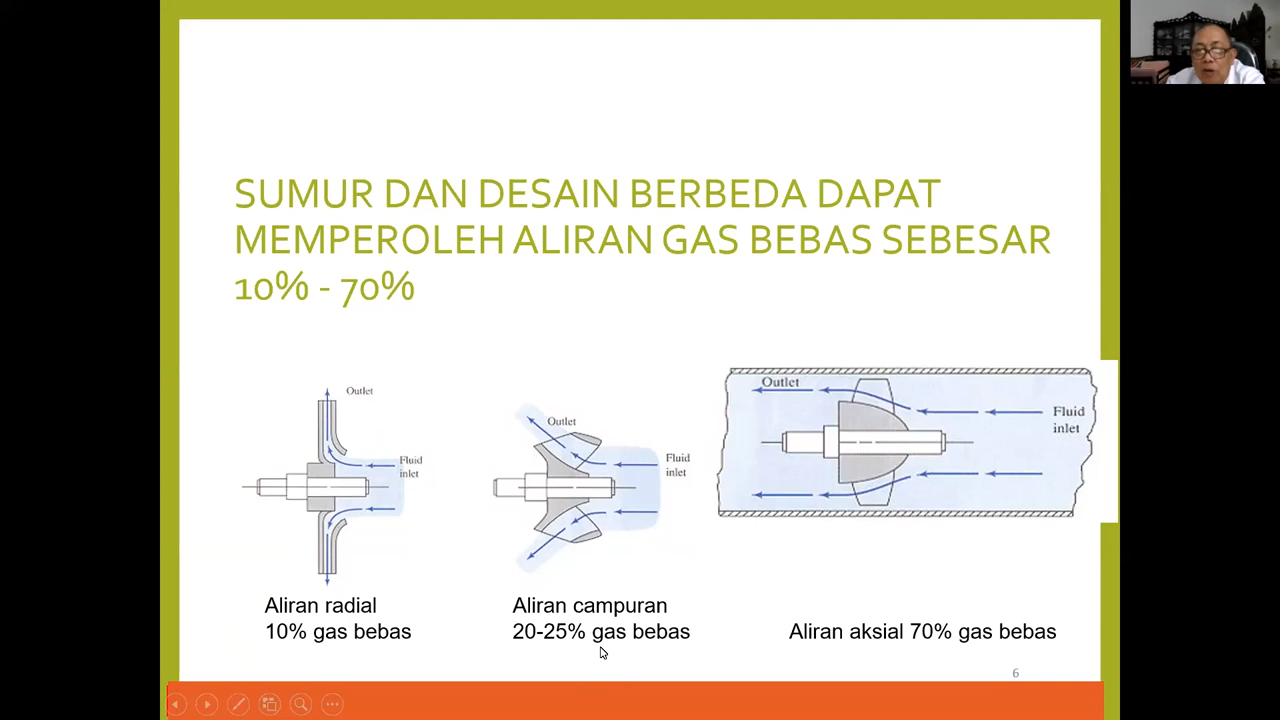 SUMUR DAN DESAIN BERBEDA DAPAT
MEMPEROLEH ALIRAN GAS BEBAS SEBESAR
10% - 70%
Outlet
Fluid
inlet
Outlet
Fluid
inlet
Outlet
Fluid
inlet
Aliran radial
10% gas bebas
Aliran campuran
20-25% gas bebas
Aliran aksial 70% gas bebas
6